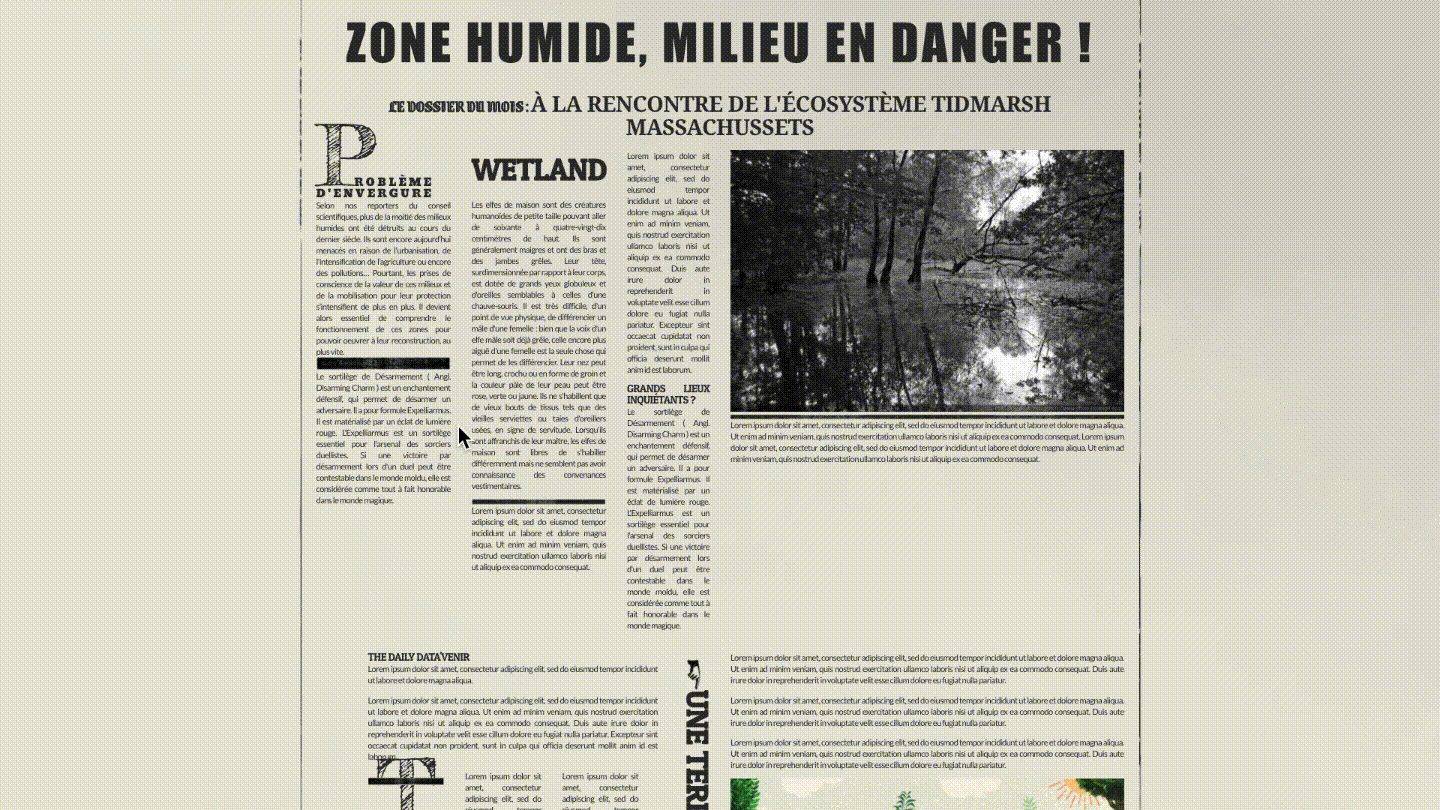 ZONE HUMIDE, MILIEU EN DANGER !
LE DOSSIER DU MOIS : À LA RENCONTRE DE L'ÉCOSYSTÈME TIDMARSH
MASSACHUSSETS
PROBLÈME
D'ENVERGURE
Selon nos reporters du conseil
scientifiques, plus de la moitié des milieux
humides ont été détruits au cours du
dernier siècle. Ils sont encore aujourd'hui
menacés en raison de l'urbanisation, de
l'intensification de l'agriculture ou encore
des pollutions... Pourtant, les prises de
conscience de la valeur de ces milieux et
de la mobilisation pour leur protection
s'intensifient de plus en plus. Il devient
alors essentiel de comprendre le
fonctionnement de ces zones pour
pouvoir oeuvrer à leur reconstruction, au
plus vite.
Le sortilège de Désarmement ( Angl.
Disarming Charm ) est un enchantement
défensif, qui permet de désarmer un
adversaire. Il a pour formule Expelliarmus.
Il est matérialisé par un éclat de lumière
rouge. L'Expelliarmus est un sortilège
essentiel pour l'arsenal des sorciers
duellistes. Si une victoire par
désarmement lors d'un duel peut être
contestable dans le monde moldu, elle est
considérée comme tout à fait honorable
dans le monde magique.
WETLAND
Les elfes de maison sont des créatures
humanoïdes de petite taille pouvant aller
de soixante à quatre-vingt-dix
centimètres de haut. Ils sont
généralement maigres et ont des bras et
des jambes grêles. Leur tête,
surdimensionnée par rapport à leur corps,
est dotée de grands yeux globuleux et
d'oreilles semblables à celles d'une
chauve-souris. Il est très difficile, d'un
point de vue physique, de différencier un
mâle d'une femelle : bien que la voix d'un
elfe mâle soit déjà grêle, celle encore plus
aiguë d'une femelle est la seule chose qui
permet de les différencier. Leur nez peut
être long, crochu ou en forme de groin et
la couleur pâle de leur peau peut être
rose, verte ou jaune. Ils ne s'habillent que
de vieux bouts de tissus tels que des
vieilles serviettes ou taies d'oreillers
usées, en signe de servitude. Lorsqu'ils
sont affranchis de leur maître, les elfes de
maison sont libres de s'habiller
différemment mais ne semblent pas avoir
connaissance des convenances
vestimentaires.
Lorem ipsum dolor sit amet, consectetur
adipiscing elit, sed do eiusmod tempor
incididunt ut labore et dolore magna
aliqua. Ut enim ad minim veniam, quis
nostrud exercitation ullamco laboris nisi
ut aliquip ex ea commodo consequat.
Lorem ipsum dolor sit
amet, consectetur
adipiscing elit, sed do
eiusmod tempor
incididunt ut labore et
dolore magna aliqua. Ut
enim ad minim veniam,
quis nostrud exercitation
ullamco laboris nisi ut
aliquip ex ea commodo
consequat. Duis aute
irure dolor in
reprehenderit in
voluptate velit esse cillum
dolore eu fugiat nulla
pariatur. Excepteur sint
occaecat cupidatat non
proident, sunt in culpa qui
officia deserunt mollit
anim id est laborum.
GRANDS LIEUX
INQUIÉTANTS ?
Le sortilège de
Désarmement ( Angl.
Disarming Charm ) est un
enchantement défensif,
qui permet de désarmer
un adversaire. Il a pour
formule Expelliarmus. Il
est matérialisé par un
éclat de lumière rouge.
L'Expelliarmus est un
sortilège essentiel pour
l'arsenal des sorciers
duellistes. Si une victoire
par désarmement lors
d'un duel peut être
contestable dans le
monde moldu, elle est
considérée comme tout à
fait honorable dans le
monde magique.
Lorem ipsum dolor sit amet, consectetur adipiscing elit, sed do eiusmod tempor incididunt ut labore et dolore magna aliqua.
Ut enim ad minim veniam, quis nostrud exercitation ullamco laboris nisi ut aliquip ex ea commodo consequat. Lorem ipsum
dolor sit amet, consectetur adipiscing elit, sed do eiusmod tempor incididunt ut labore et dolore magna aliqua. Ut enim ad
minim veniam, quis nostrud exercitation ullamco laboris nisi ut aliquip ex ea commodo consequat.
THE DAILY DATA'VENIR
Lorem ipsum dolor sit amet, consectetur adipiscing elit, sed do eiusmod tempor incididunt
ut labore et dolore magna aliqua.
Lorem ipsum dolor sit amet, consectetur adipiscing elit, sed do eiusmod tempor incididunt ut
labore et dolore magna aliqua. Ut enim ad minim veniam, quis nostrud exercitation
ullamco laboris nisi ut aliquip ex ea commodo consequat. Duis aute irure dolor in
reprehenderit in voluptate velit esse cillum dolore eu fugiat nulla pariatur. Excepteur sint
occaecat cupidatat non proident, sunt in culpa qui officia deserunt mollit anim id est
laborum.
T
Lorem ipsum dolor sit
amet, consectetur
adipiscing elit, sed do
Lorem ipsum dolor sit
amet, consectetur
adipiscing elit, sed do
UNE
Lorem ipsum dolor sit amet, consectetur adipiscing elit, sed do eiusmod tempor incididunt ut labore et dolore magna aliqua.
Ut enim ad minim veniam, quis nostrud exercitation ullamco laboris nisi ut aliquip ex ea commodo consequat. Duis aute
irure dolor in reprehenderit in voluptate velit esse cillum dolore eu fugiat nulla pariatur.
Lorem ipsum dolor sit amet, consectetur adipiscing elit, sed do eiusmod tempor incididunt ut labore et dolore magna aliqua.
Ut enim ad minim veniam, quis nostrud exercitation ullamco laboris nisi ut aliquip ex ea commodo consequat. Duis aute
irure dolor in reprehenderit in voluptate velit esse cillum dolore eu fugiat nulla pariatur.
Lorem ipsum dolor sit amet, consectetur adipiscing elit, sed do eiusmod tempor incididunt ut labore et dolore magna aliqua.
Ut enim ad minim veniam, quis nostrud exercitation ullamco laboris nisi ut aliquip ex ea commodo consequat. Duis aute
irure dolor in reprehenderit in voluptate velit esse cillum dolore eu fugiat nulla pariatur.